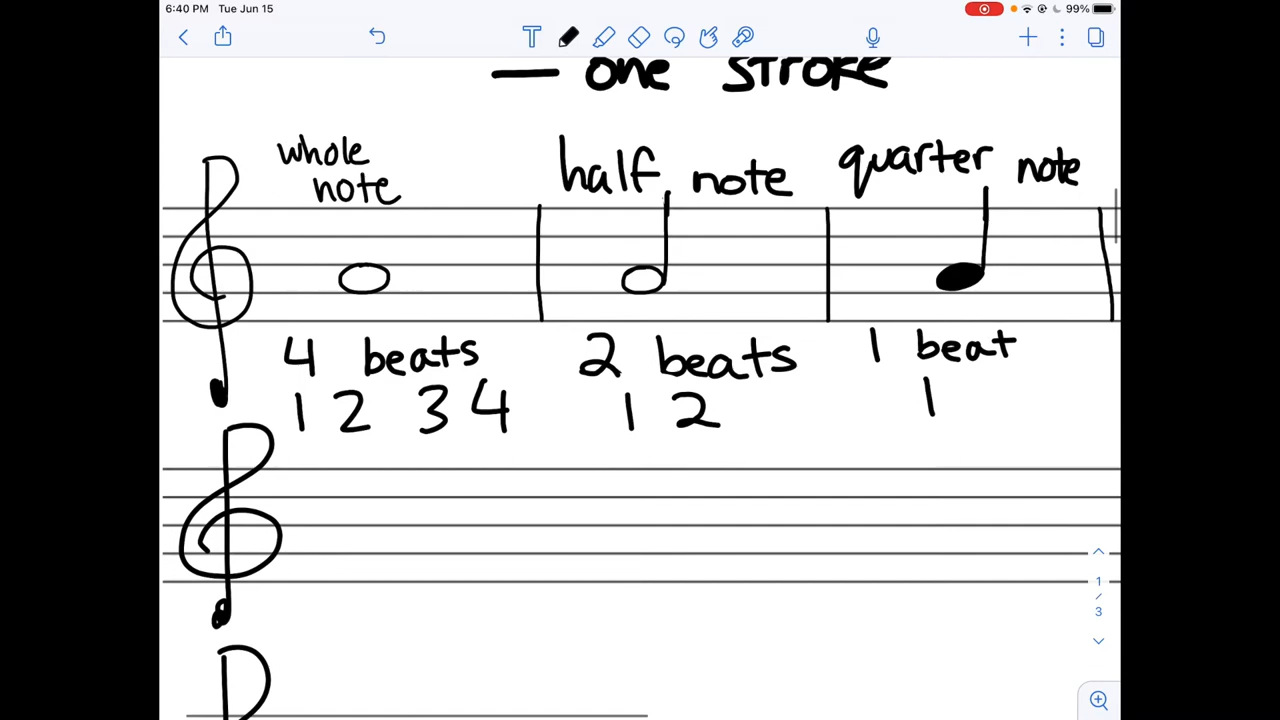 6:40 PM Tue Jun 15 99%
— one stroke
whole note half note quarter note
4 beats 2 beats 1 beat
1 2 3 4 1 2 1
1
/
3